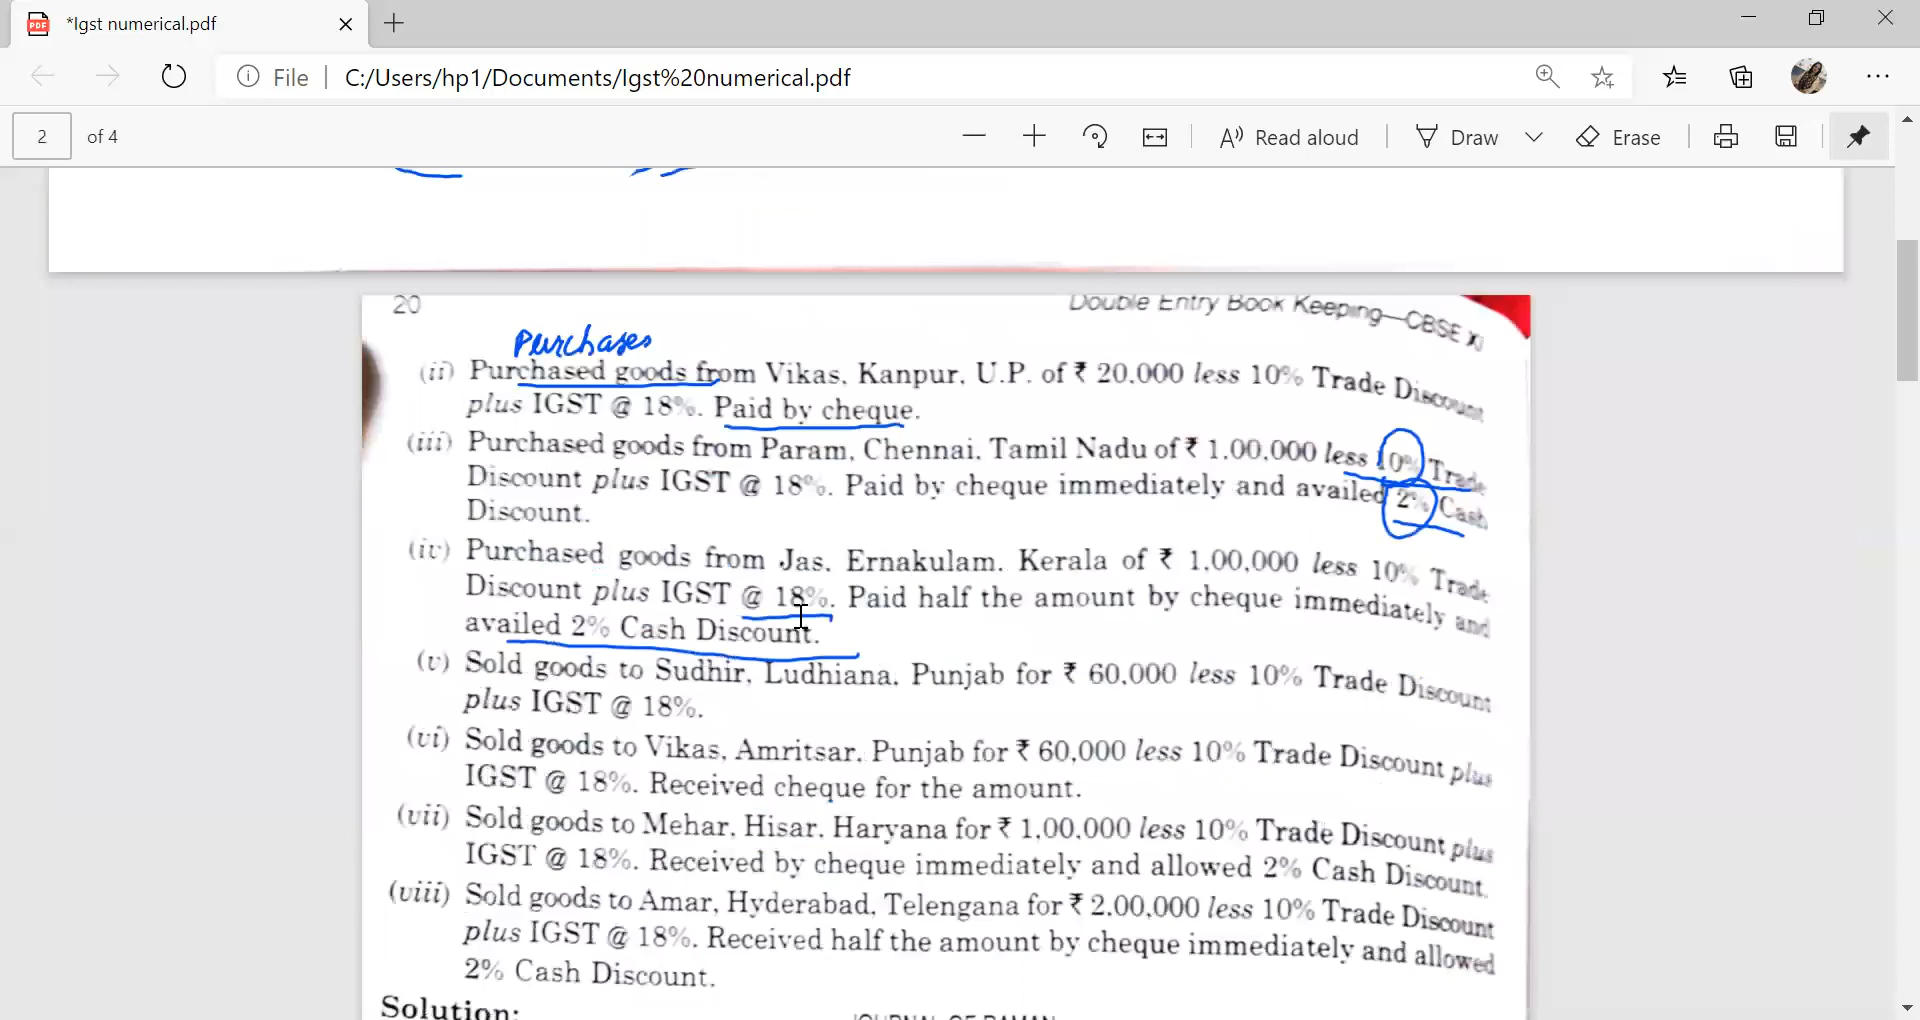 *Igst numerical.pdf
File | C:/Users/hp1/Documents/Igst%20numerical.pdf
2 of 4
Read aloud
Draw
Erase
20 Double Entry Book Keeping—CBSE XI
Purchases
(ii) Purchased goods from Vikas, Kanpur, U.P. of ₹ 20,000 less 10% Trade Discount
plus IGST @ 18%. Paid by cheque.
(iii) Purchased goods from Param, Chennai, Tamil Nadu of ₹ 1,00,000 less 10% Trade
Discount plus IGST @ 18%. Paid by cheque immediately and availed 2% Cash
Discount.
(iv) Purchased goods from Jas, Ernakulam, Kerala of ₹ 1,00,000 less 10% Trade
Discount plus IGST @ 18%. Paid half the amount by cheque immediately and
availed 2% Cash Discount.
(v) Sold goods to Sudhir, Ludhiana, Punjab for ₹ 60,000 less 10% Trade Discount
plus IGST @ 18%.
(vi) Sold goods to Vikas, Amritsar, Punjab for ₹ 60,000 less 10% Trade Discount plus
IGST @ 18%. Received cheque for the amount.
(vii) Sold goods to Mehar, Hisar, Haryana for ₹ 1,00,000 less 10% Trade Discount plus
IGST @ 18%. Received by cheque immediately and allowed 2% Cash Discount.
(viii) Sold goods to Amar, Hyderabad, Telengana for ₹ 2,00,000 less 10% Trade Discount
plus IGST @ 18%. Received half the amount by cheque immediately and allowed
2% Cash Discount.
Solution:
JOURNAL OF RAMAN